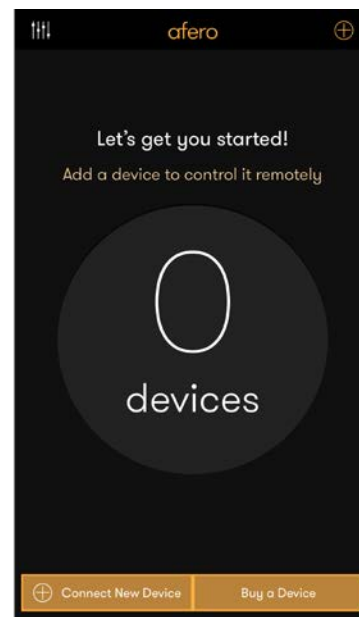 afero
Let's get you started!
Add a device to control it remotely
0
devices
Connect New Device
Buy a Device